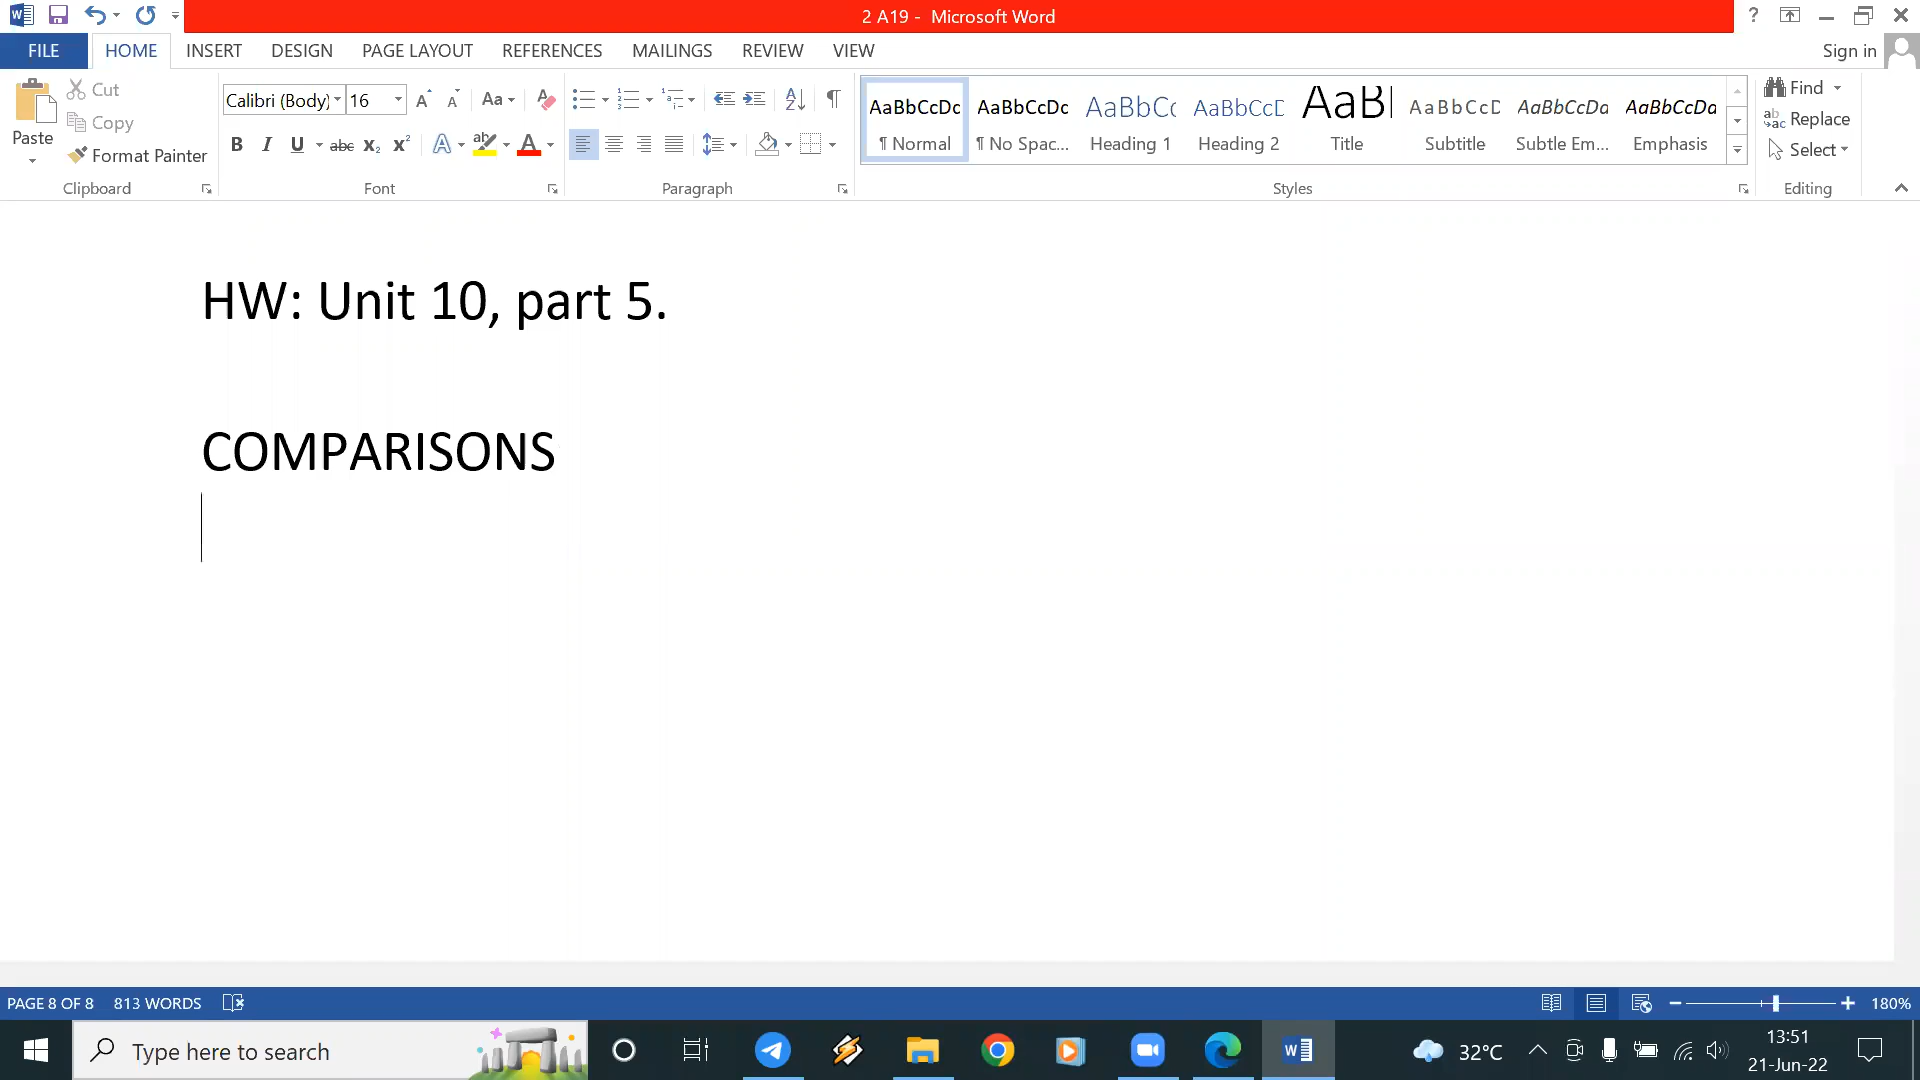 2 A19 - Microsoft Word
?
FILE HOME INSERT DESIGN PAGE LAYOUT REFERENCES MAILINGS REVIEW VIEW Sign in
Paste
Cut
Copy
Format Painter
Clipboard
Calibri (Body) 16
Aa
B I U abc X₂ X²
Font
Paragraph
AaBbCcDc AaBbCcDc AaBbCc AaBbCcD AaBl AaBbCcD AaBbCcDa AaBbCcDa
¶ Normal ¶ No Spac... Heading 1 Heading 2 Title Subtitle Subtle Em... Emphasis
Styles
Find
Replace
Select
Editing
HW: Unit 10, part 5.
COMPARISONS
PAGE 8 OF 8 813 WORDS 180%
Type here to search
32°C
13:51
21-Jun-22